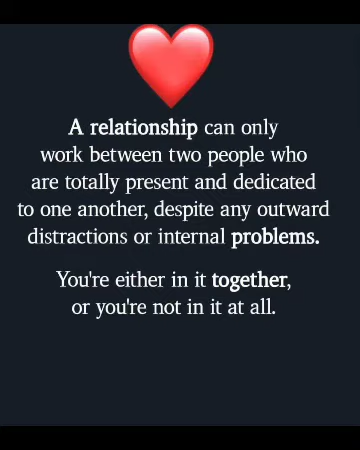 A relationship can only
work between two people who
are totally present and dedicated
to one another, despite any outward
distractions or internal problems.
You're either in it together,
or you're not in it at all.